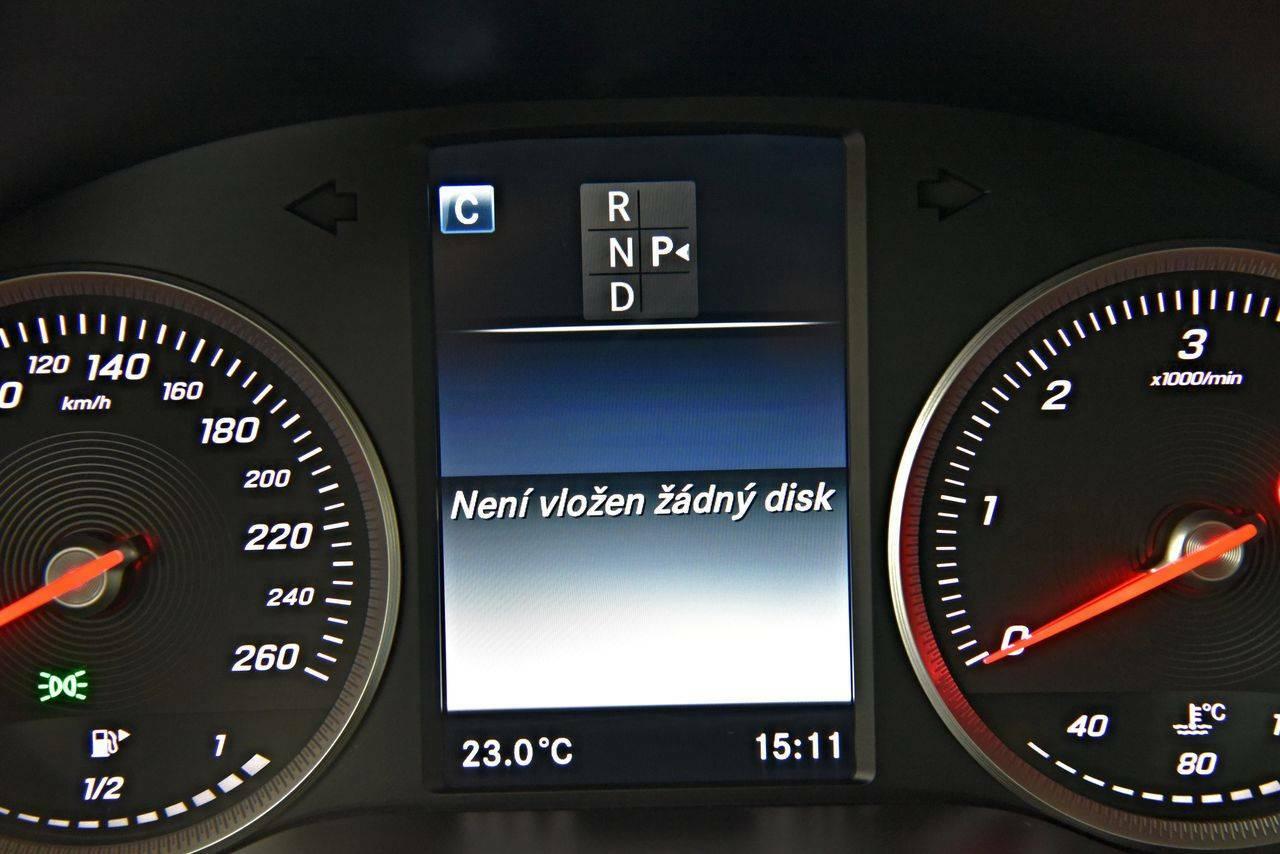 C
R
N P
D
120 140 160
km/h
180
200
220
240
260
1/2 1
Není vložen žádný disk
23.0°C 15:11
3
x1000/min
2
1
0
°C
40
80